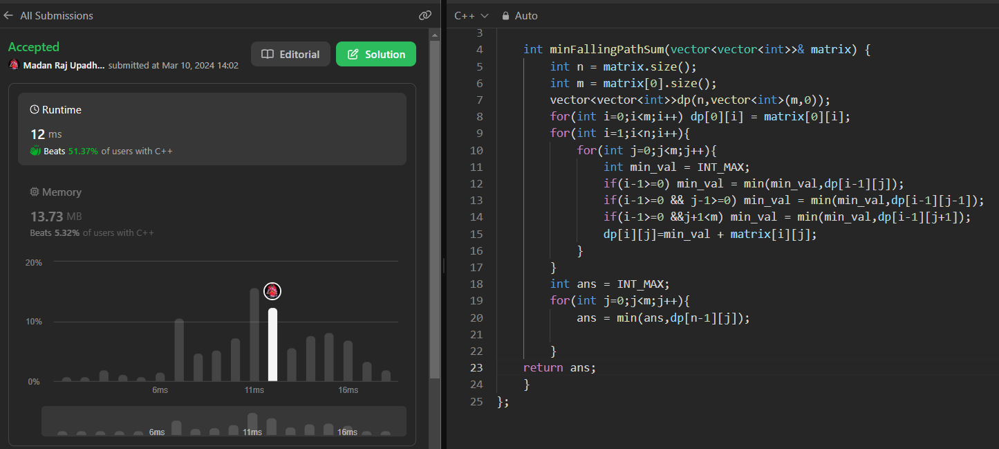 All Submissions
Accepted
Editorial
Solution
Madan Raj Upadh... submitted at Mar 10, 2024 14:02
Runtime
12 ms
Beats 51.37% of users with C++
Memory
13.73 MB
Beats 5.32% of users with C++
20%
10%
0%
6ms 11ms 16ms
6ms 11ms 16ms
C++ Auto
3
4 int minFallingPathSum(vector<vector<int>>& matrix) {
5 int n = matrix.size();
6 int m = matrix[0].size();
7 vector<vector<int>>dp(n,vector<int>(m,0));
8 for(int i=0;i<m;i++) dp[0][i] = matrix[0][i];
9 for(int i=1;i<n;i++){
10 for(int j=0;j<m;j++){
11 int min_val = INT_MAX;
12 if(i-1>=0) min_val = min(min_val,dp[i-1][j]);
13 if(i-1>=0 && j-1>=0) min_val = min(min_val,dp[i-1][j-1]);
14 if(i-1>=0 &&j+1<m) min_val = min(min_val,dp[i-1][j+1]);
15 dp[i][j]=min_val + matrix[i][j];
16 }
17 }
18 int ans = INT_MAX;
19 for(int j=0;j<m;j++){
20 ans = min(ans,dp[n-1][j]);
21
22 }
23 return ans;
24 }
25 };